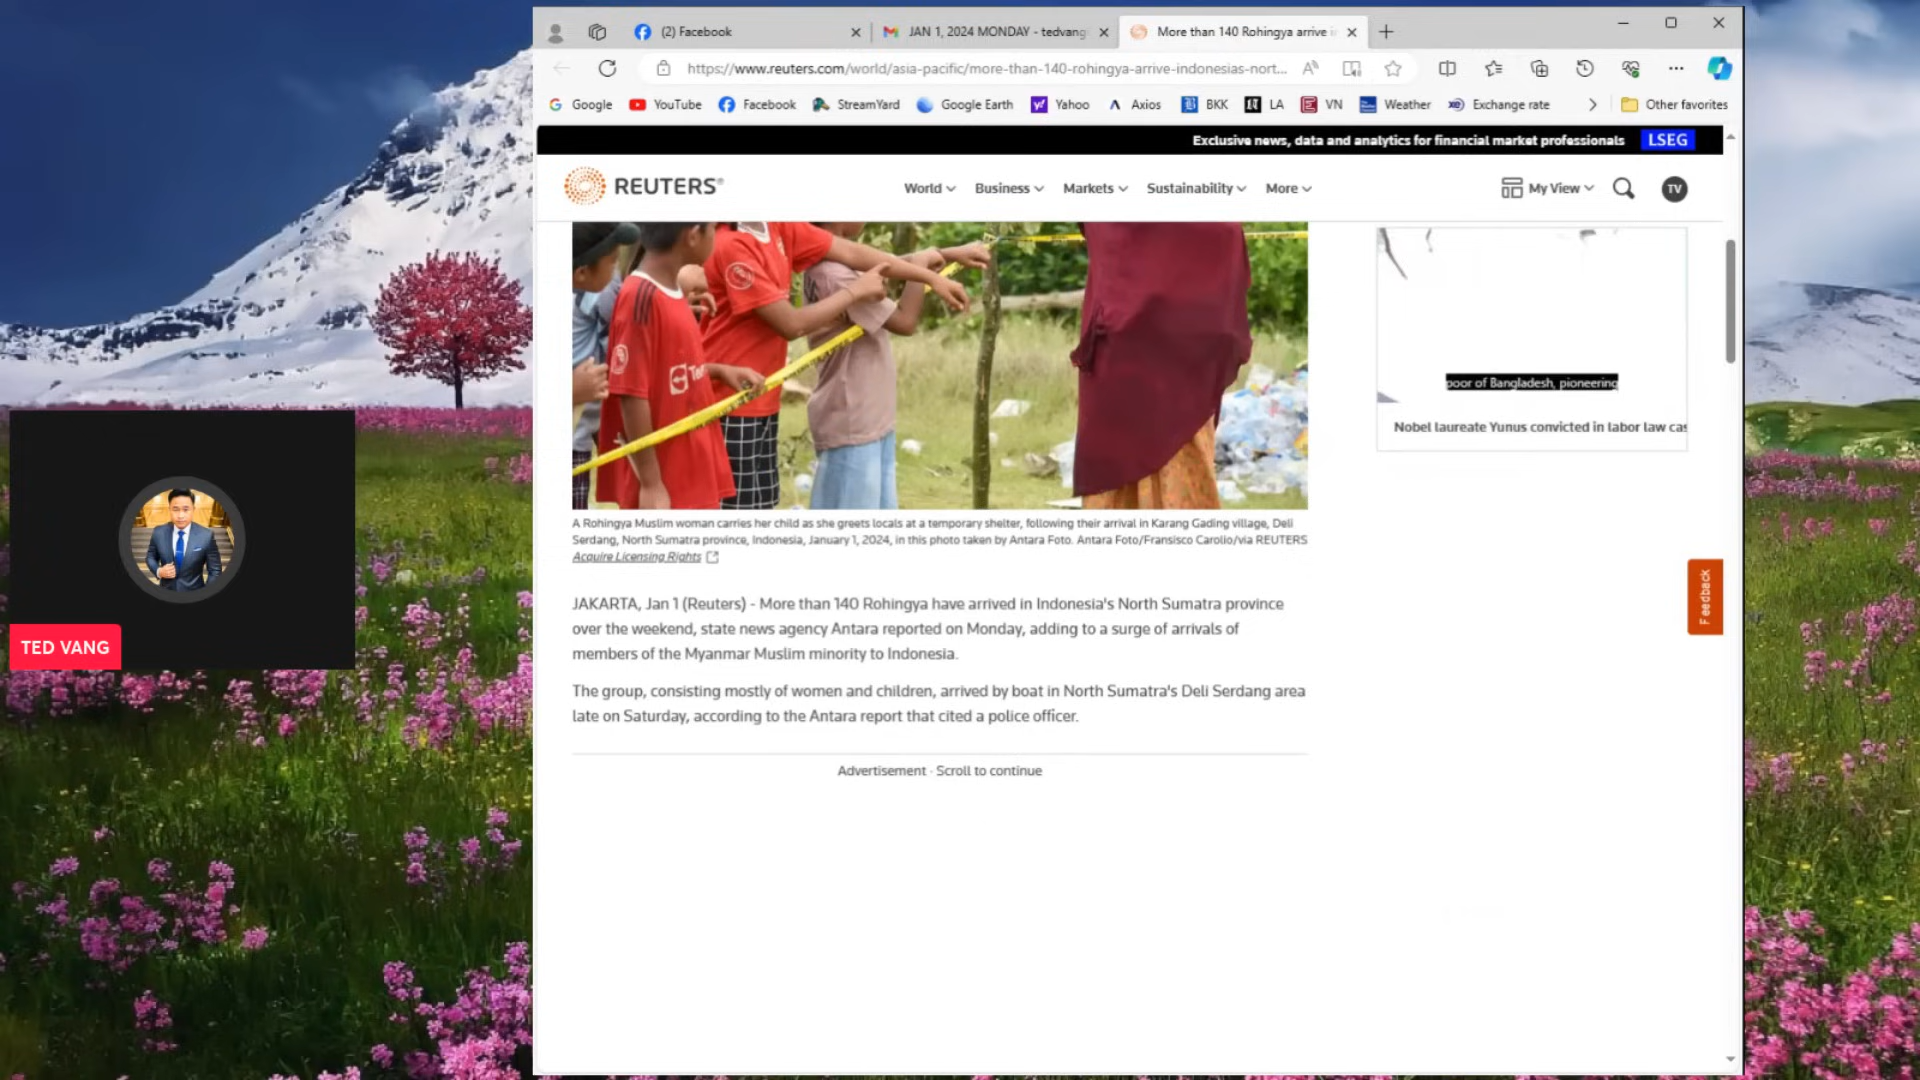 (2) Facebook
JAN 1, 2024 MONDAY - tedvang
More than 140 Rohingya arrive i
https://www.reuters.com/world/asia-pacific/more-than-140-rohingya-arrive-indonesias-nort...
Google
YouTube
Facebook
StreamYard
Google Earth
Yahoo
Axios
BKK
LA
VN
Weather
Exchange rate
Other favorites
Exclusive news, data and analytics for financial market professionals
LSEG
REUTERS®
World
Business
Markets
Sustainability
More
My View
TV
poor of Bangladesh, pioneering
Nobel laureate Yunus convicted in labor law cas
A Rohingya Muslim woman carries her child as she greets locals at a temporary shelter, following their arrival in Karang Gading village, Deli
Serdang, North Sumatra province, Indonesia, January 1, 2024, in this photo taken by Antara Foto. Antara Foto/Fransisco Carolio/via REUTERS
Acquire Licensing Rights
JAKARTA, Jan 1 (Reuters) - More than 140 Rohingya have arrived in Indonesia's North Sumatra province
over the weekend, state news agency Antara reported on Monday, adding to a surge of arrivals of
members of the Myanmar Muslim minority to Indonesia.
The group, consisting mostly of women and children, arrived by boat in North Sumatra's Deli Serdang area
late on Saturday, according to the Antara report that cited a police officer.
Advertisement · Scroll to continue
Feedback
TED VANG